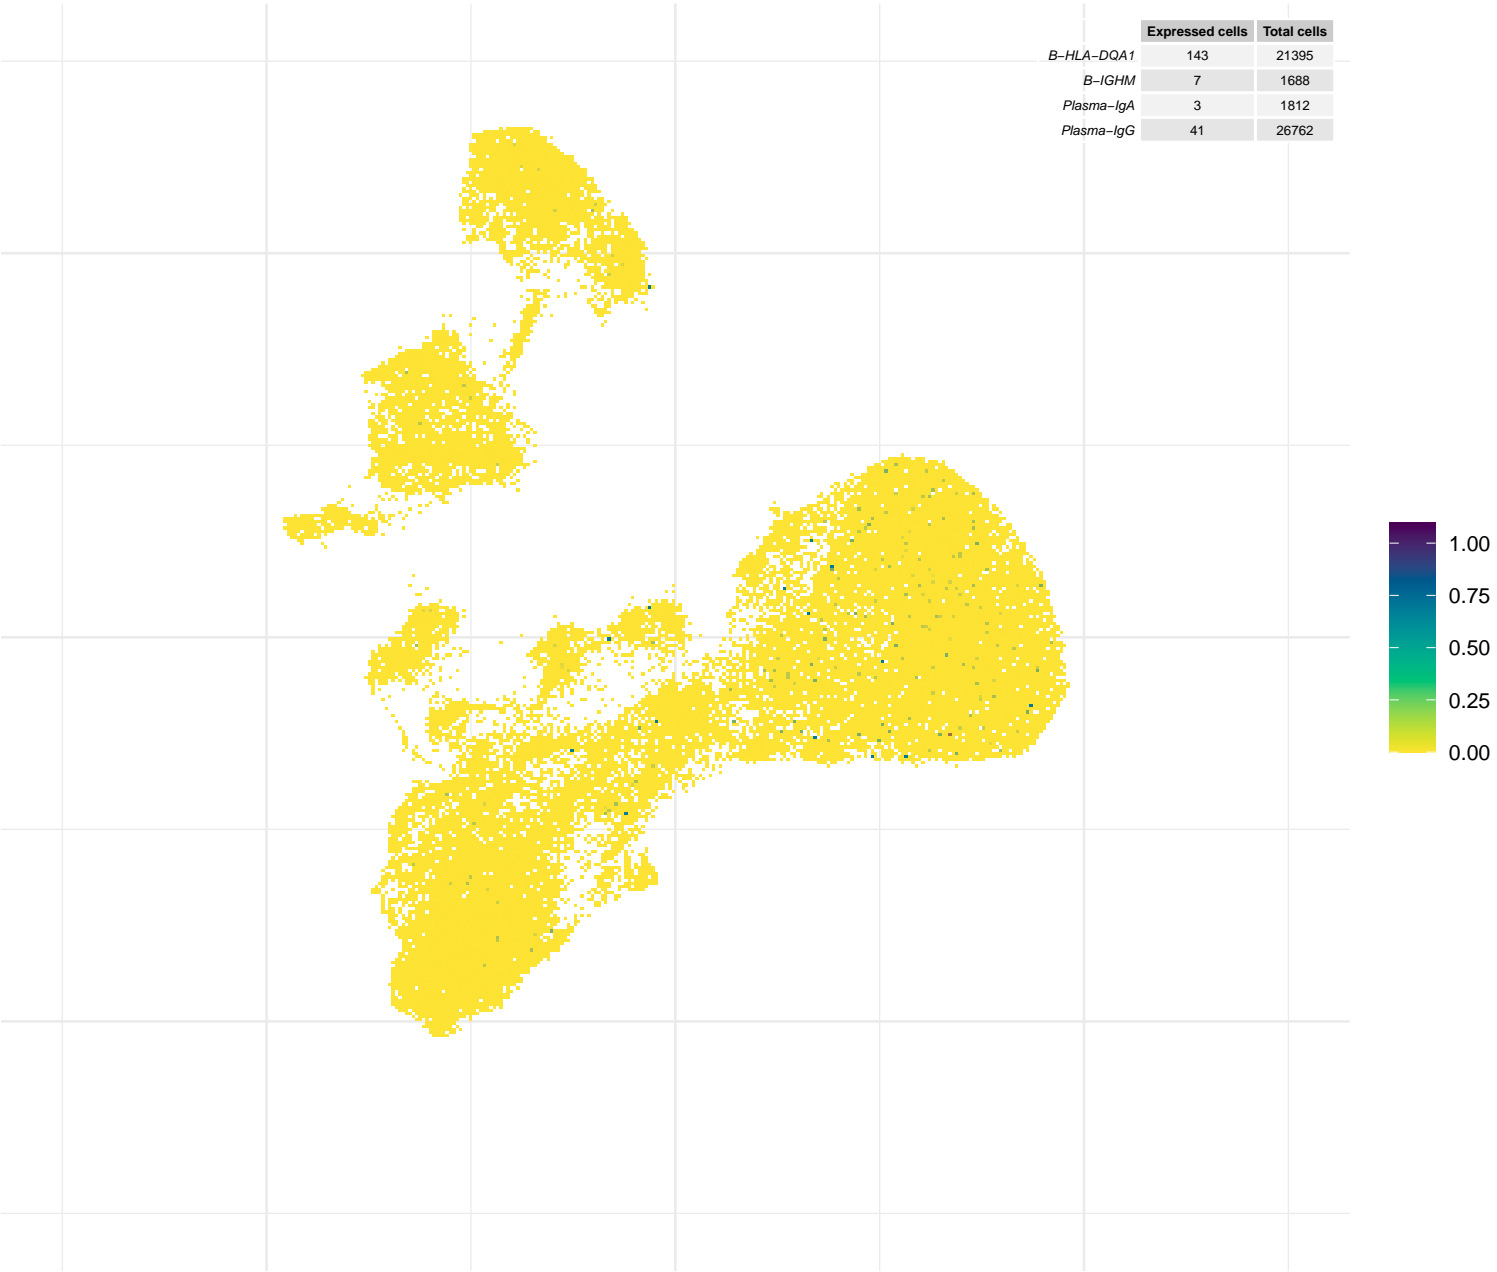 Expressed cells Total cells
B−HLA−DQA1 143 21395
B−IGHM 7 1688
Plasma−IgA 3 1812
Plasma−IgG 41 26762
1.00
0.75
0.50
0.25
0.00